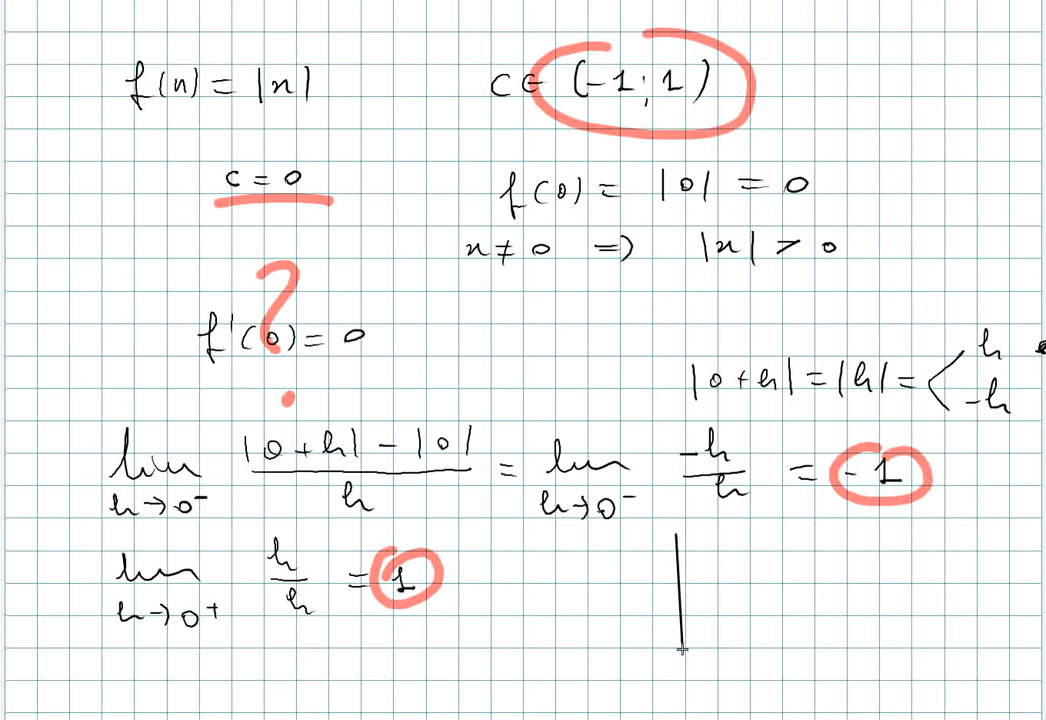 f(x) = |x| c ∈ (-1; 1)
c = 0 f(0) = |0| = 0
x ≠ 0 => |x| > 0
?
f'(0) = 0
|0+h| = |h| = < h
-h
lim h→0⁻ |0+h| - |0| / h = lim h→0⁻ -h/h = -1
lim h→0⁺ h/h = 1